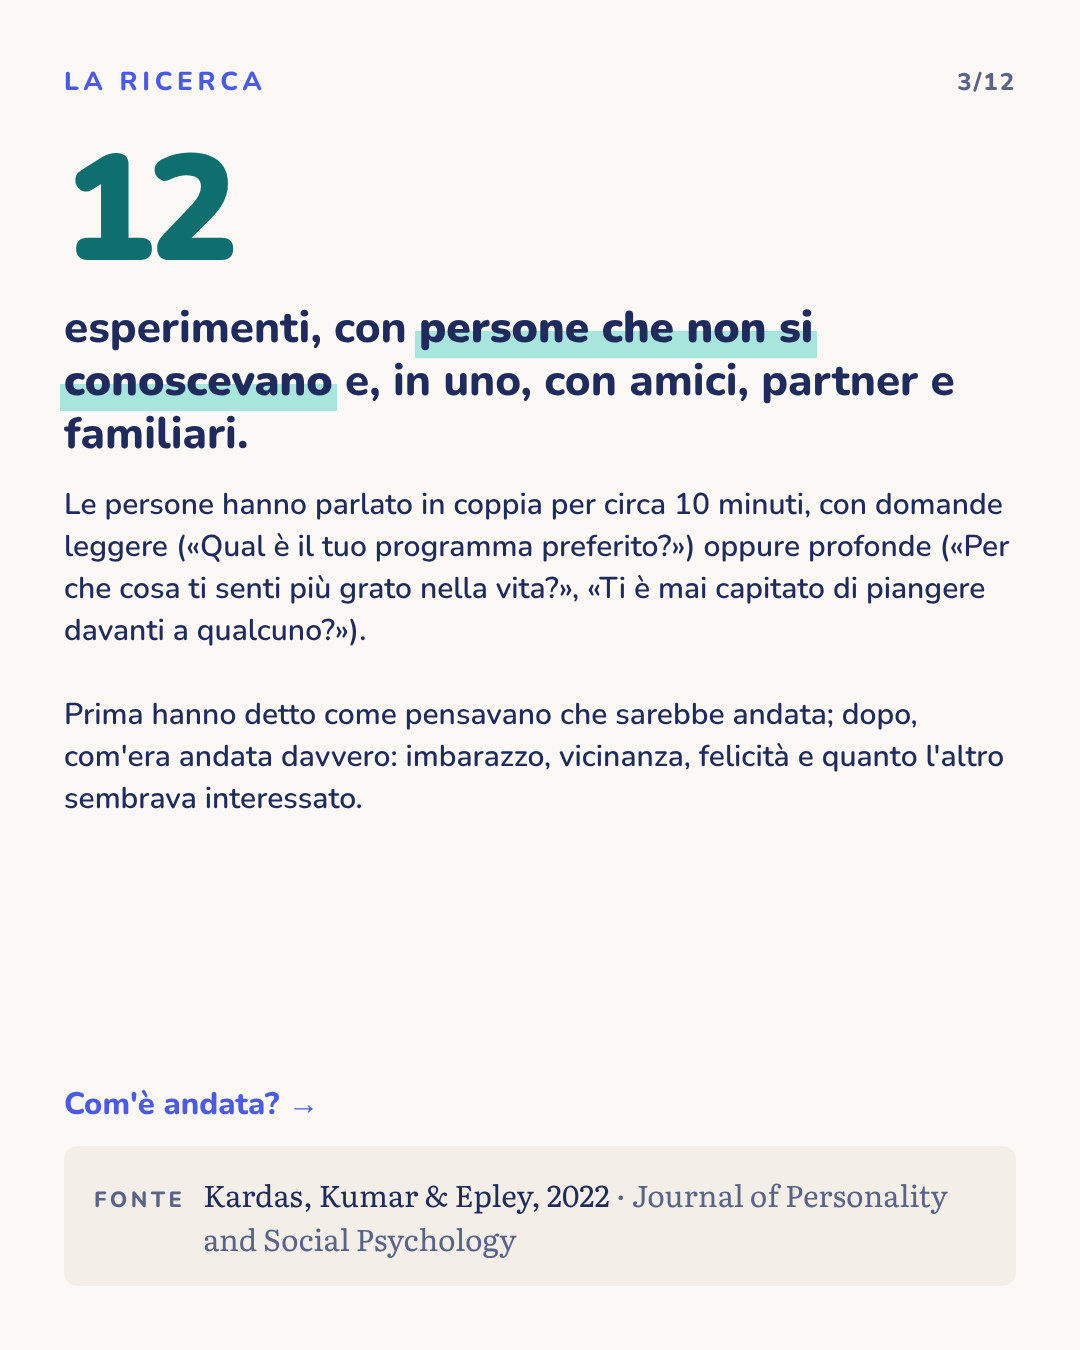 LA RICERCA
3/12
12
esperimenti, con persone che non si
conoscevano e, in uno, con amici, partner e
familiari.
Le persone hanno parlato in coppia per circa 10 minuti, con domande
leggere («Qual è il tuo programma preferito?») oppure profonde («Per
che cosa ti senti più grato nella vita?», «Ti è mai capitato di piangere
davanti a qualcuno?»).
Prima hanno detto come pensavano che sarebbe andata; dopo,
com'era andata davvero: imbarazzo, vicinanza, felicità e quanto l'altro
sembrava interessato.
Com'è andata? →
FONTE Kardas, Kumar & Epley, 2022 · Journal of Personality
and Social Psychology